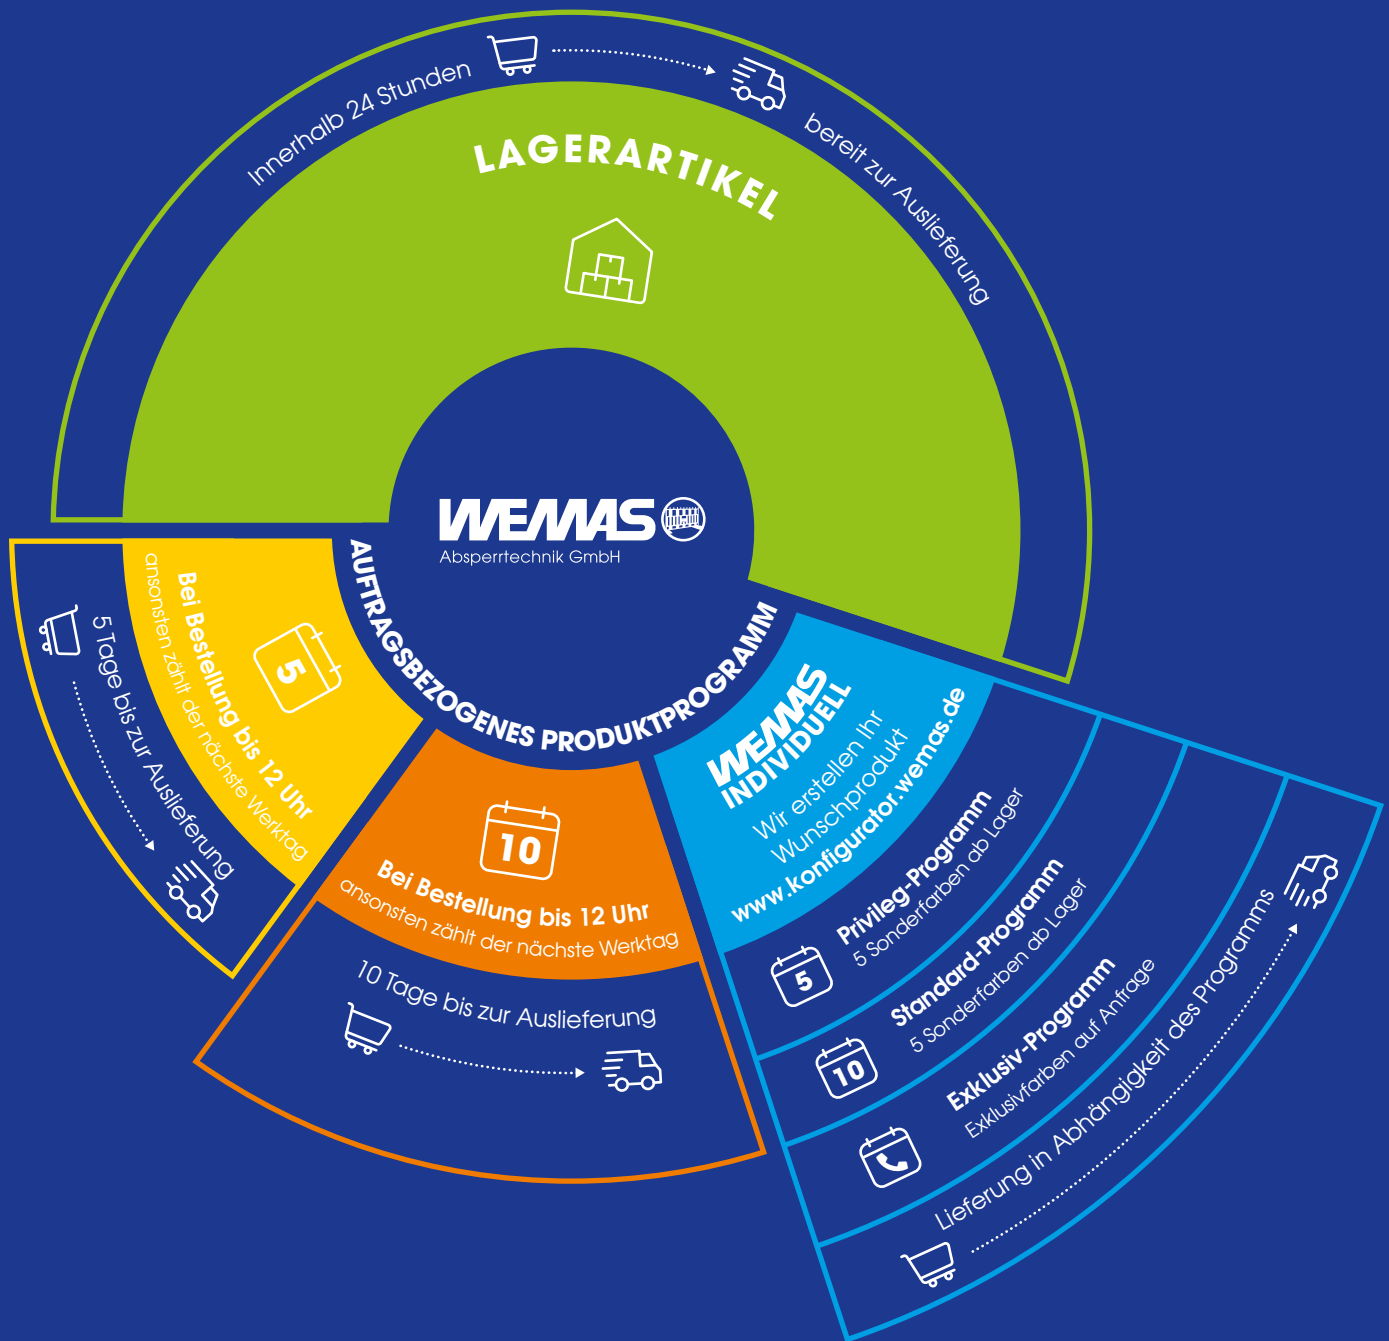 Innerhalb 24 Stunden
bereit zur Auslieferung
LAGERARTIKEL
WEMAS
Absperrtechnik GmbH
AUFTRAGSBEZOGENES PRODUKTPROGRAMM
5
Bei Bestellung bis 12 Uhr
ansonsten zählt der nächste Werktag
5 Tage bis zur Auslieferung
10
Bei Bestellung bis 12 Uhr
ansonsten zählt der nächste Werktag
10 Tage bis zur Auslieferung
WEMAS
INDIVIDUELL
Wir erstellen Ihr
Wunschprodukt
www.konfigurator.wemas.de
5
Privileg-Programm
5 Sonderfarben ab Lager
10
Standard-Programm
5 Sonderfarben ab Lager
Exklusiv-Programm
Exklusivfarben auf Anfrage
Lieferung in Abhängigkeit des Programms